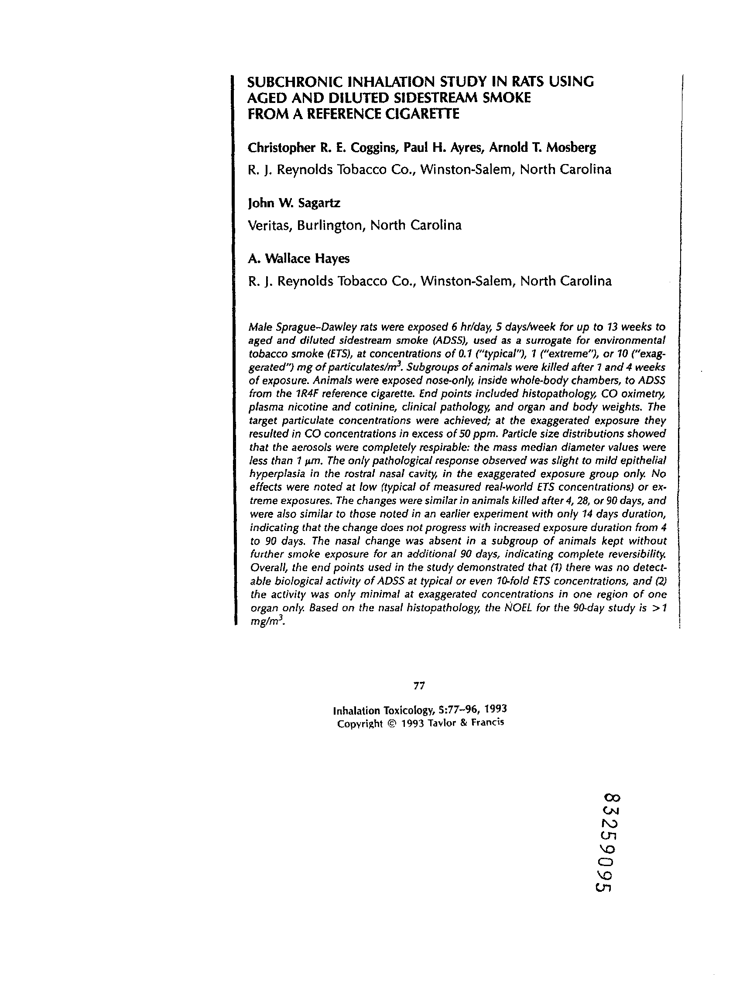 SUBCHRONIC INHALATION STUDY IN RATS USING
AGED AND DILUTED SIDESTREAM SMOKE
FROM A REFERENCE CIGARETTE
Christopher R. E. Coggins, Paul H. Ayres, Arnold T. Mosberg
R. J. Reynolds Tobacco Co., Winston-Salem, North Carolina
John W. Sagartz
Veritas, Burlington, North Carolina
A. Wallace Hayes
R. J. Reynolds Tobacco Co., Winston-Salem, North Carolina
Male Sprague–Dawley rats were exposed 6 hr/day, 5 days/week for up to 13 weeks to
aged and diluted sidestream smoke (ADSS), used as a surrogate for environmental
tobacco smoke (ETS), at concentrations of 0.1 ("typical"), 1 ("extreme"), or 10 ("exag-
gerated") mg of particulates/m³. Subgroups of animals were killed after 1 and 4 weeks
of exposure. Animals were exposed nose-only, inside whole-body chambers, to ADSS
from the 1R4F reference cigarette. End points included histopathology, CO oximetry,
plasma nicotine and cotinine, clinical pathology, and organ and body weights. The
target particulate concentrations were achieved; at the exaggerated exposure they
resulted in CO concentrations in excess of 50 ppm. Particle size distributions showed
that the aerosols were completely respirable: the mass median diameter values were
less than 1 µm. The only pathological response observed was slight to mild epithelial
hyperplasia in the rostral nasal cavity, in the exaggerated exposure group only. No
effects were noted at low (typical of measured real-world ETS concentrations) or ex-
treme exposures. The changes were similar in animals killed after 4, 28, or 90 days, and
were also similar to those noted in an earlier experiment with only 14 days duration,
indicating that the change does not progress with increased exposure duration from 4
to 90 days. The nasal change was absent in a subgroup of animals kept without
further smoke exposure for an additional 90 days, indicating complete reversibility.
Overall, the end points used in the study demonstrated that (1) there was no detect-
able biological activity of ADSS at typical or even 10-fold ETS concentrations, and (2)
the activity was only minimal at exaggerated concentrations in one region of one
organ only. Based on the nasal histopathology, the NOEL for the 90-day study is >1
mg/m³.
77
Inhalation Toxicology, 5:77–96, 1993
Copyright © 1993 Taylor & Francis
83259095